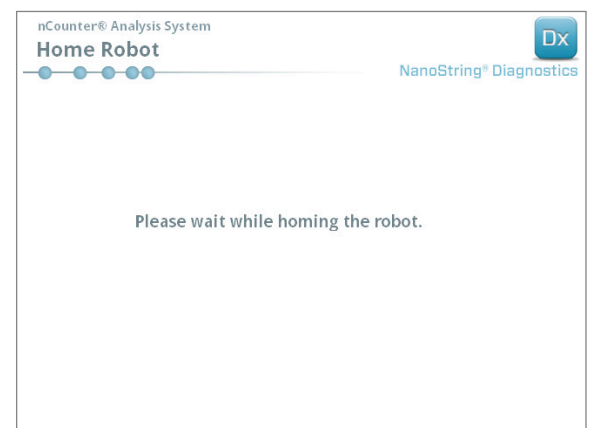 nCounter® Analysis System
Home Robot
Dx
NanoString® Diagnostics
Please wait while homing the robot.